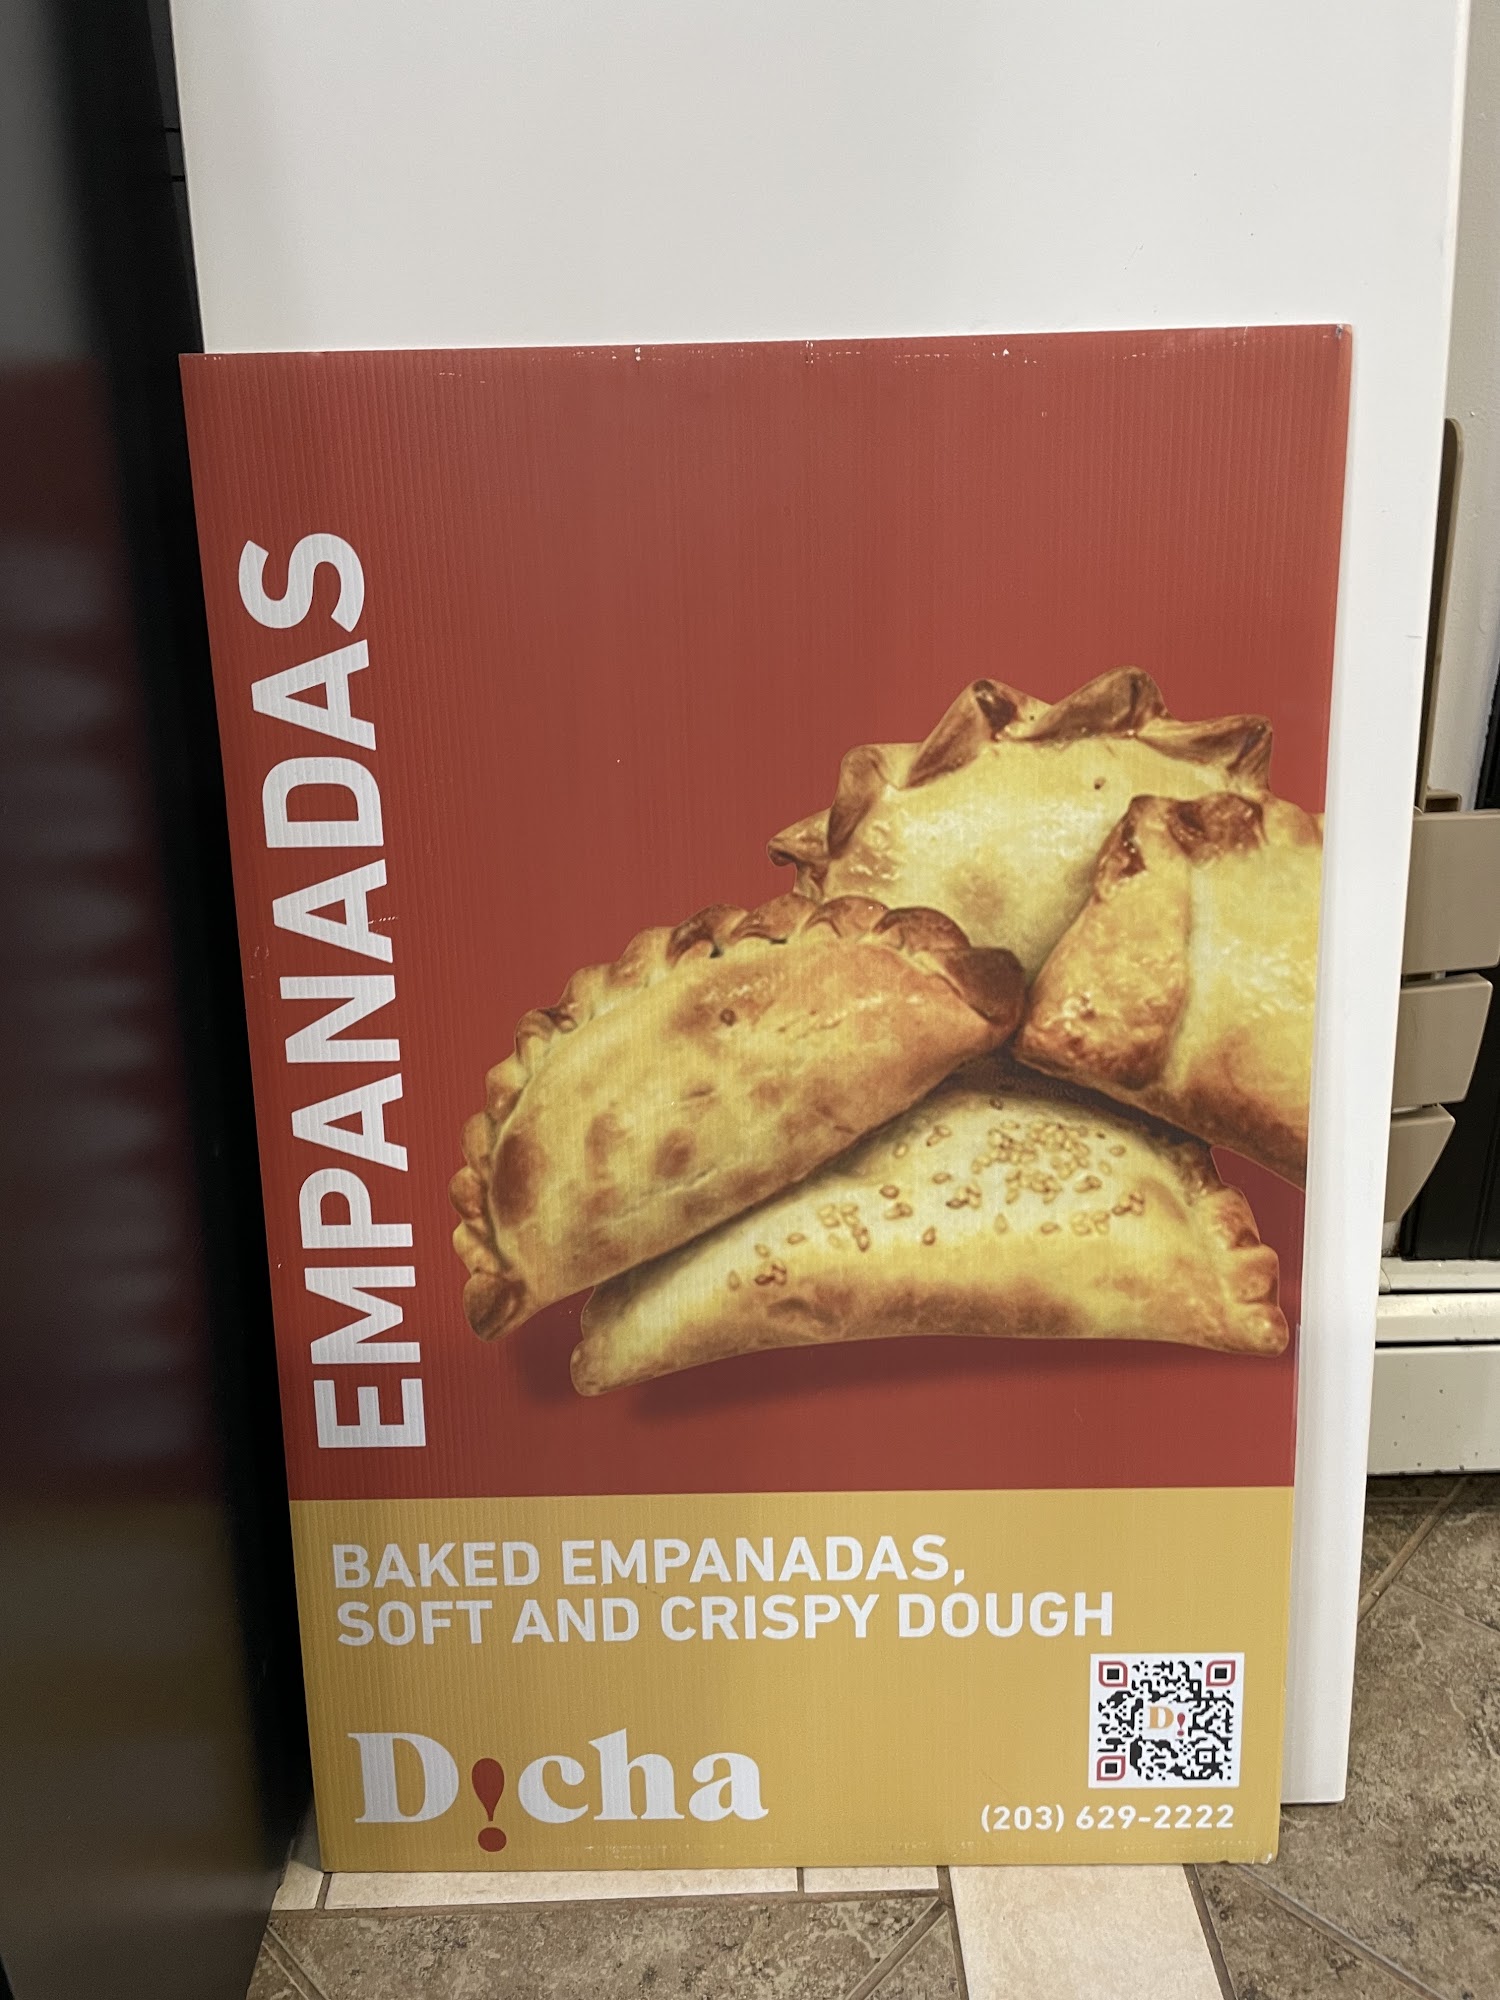 EMPANADAS
BAKED EMPANADAS,
SOFT AND CRISPY DOUGH
D!cha
D!
(203) 629-2222